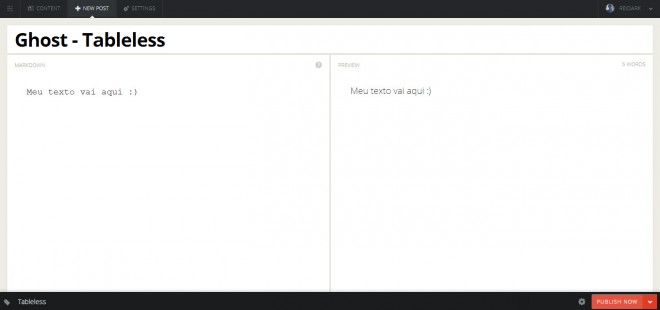 CONTENT NEW POST SETTINGS REIDARK
Ghost - Tableless
MARKDOWN PREVIEW 5 WORDS
Meu texto vai aqui :) Meu texto vai aqui :)
Tableless PUBLISH NOW